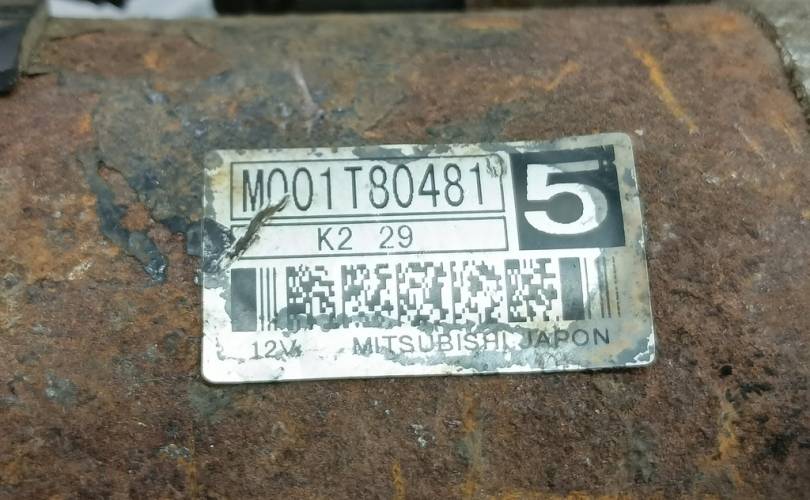 M001T80481
5
K2 29
12V MITSUBISHI JAPON